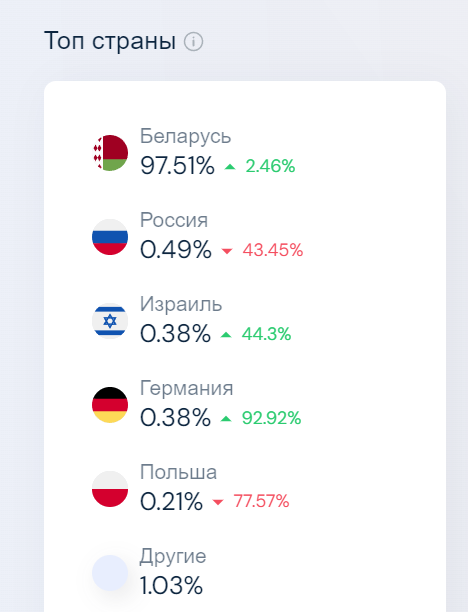 Топ страны
Беларусь
97.51% ▲ 2.46%
Россия
0.49% ▼ 43.45%
Израиль
0.38% ▲ 44.3%
Германия
0.38% ▲ 92.92%
Польша
0.21% ▼ 77.57%
Другие
1.03%